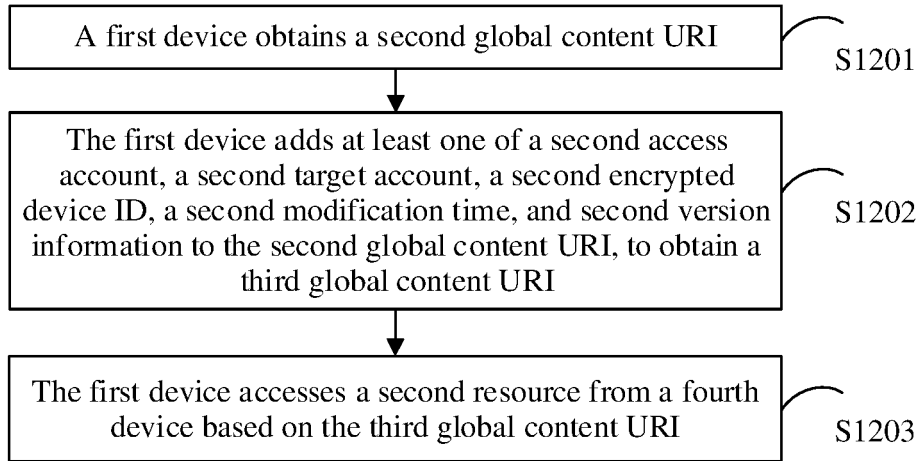 A first device obtains a second global content URI
S1201
The first device adds at least one of a second access
account, a second target account, a second encrypted
device ID, a second modification time, and second version
information to the second global content URI, to obtain a
third global content URI
S1202
The first device accesses a second resource from a fourth
device based on the third global content URI
S1203